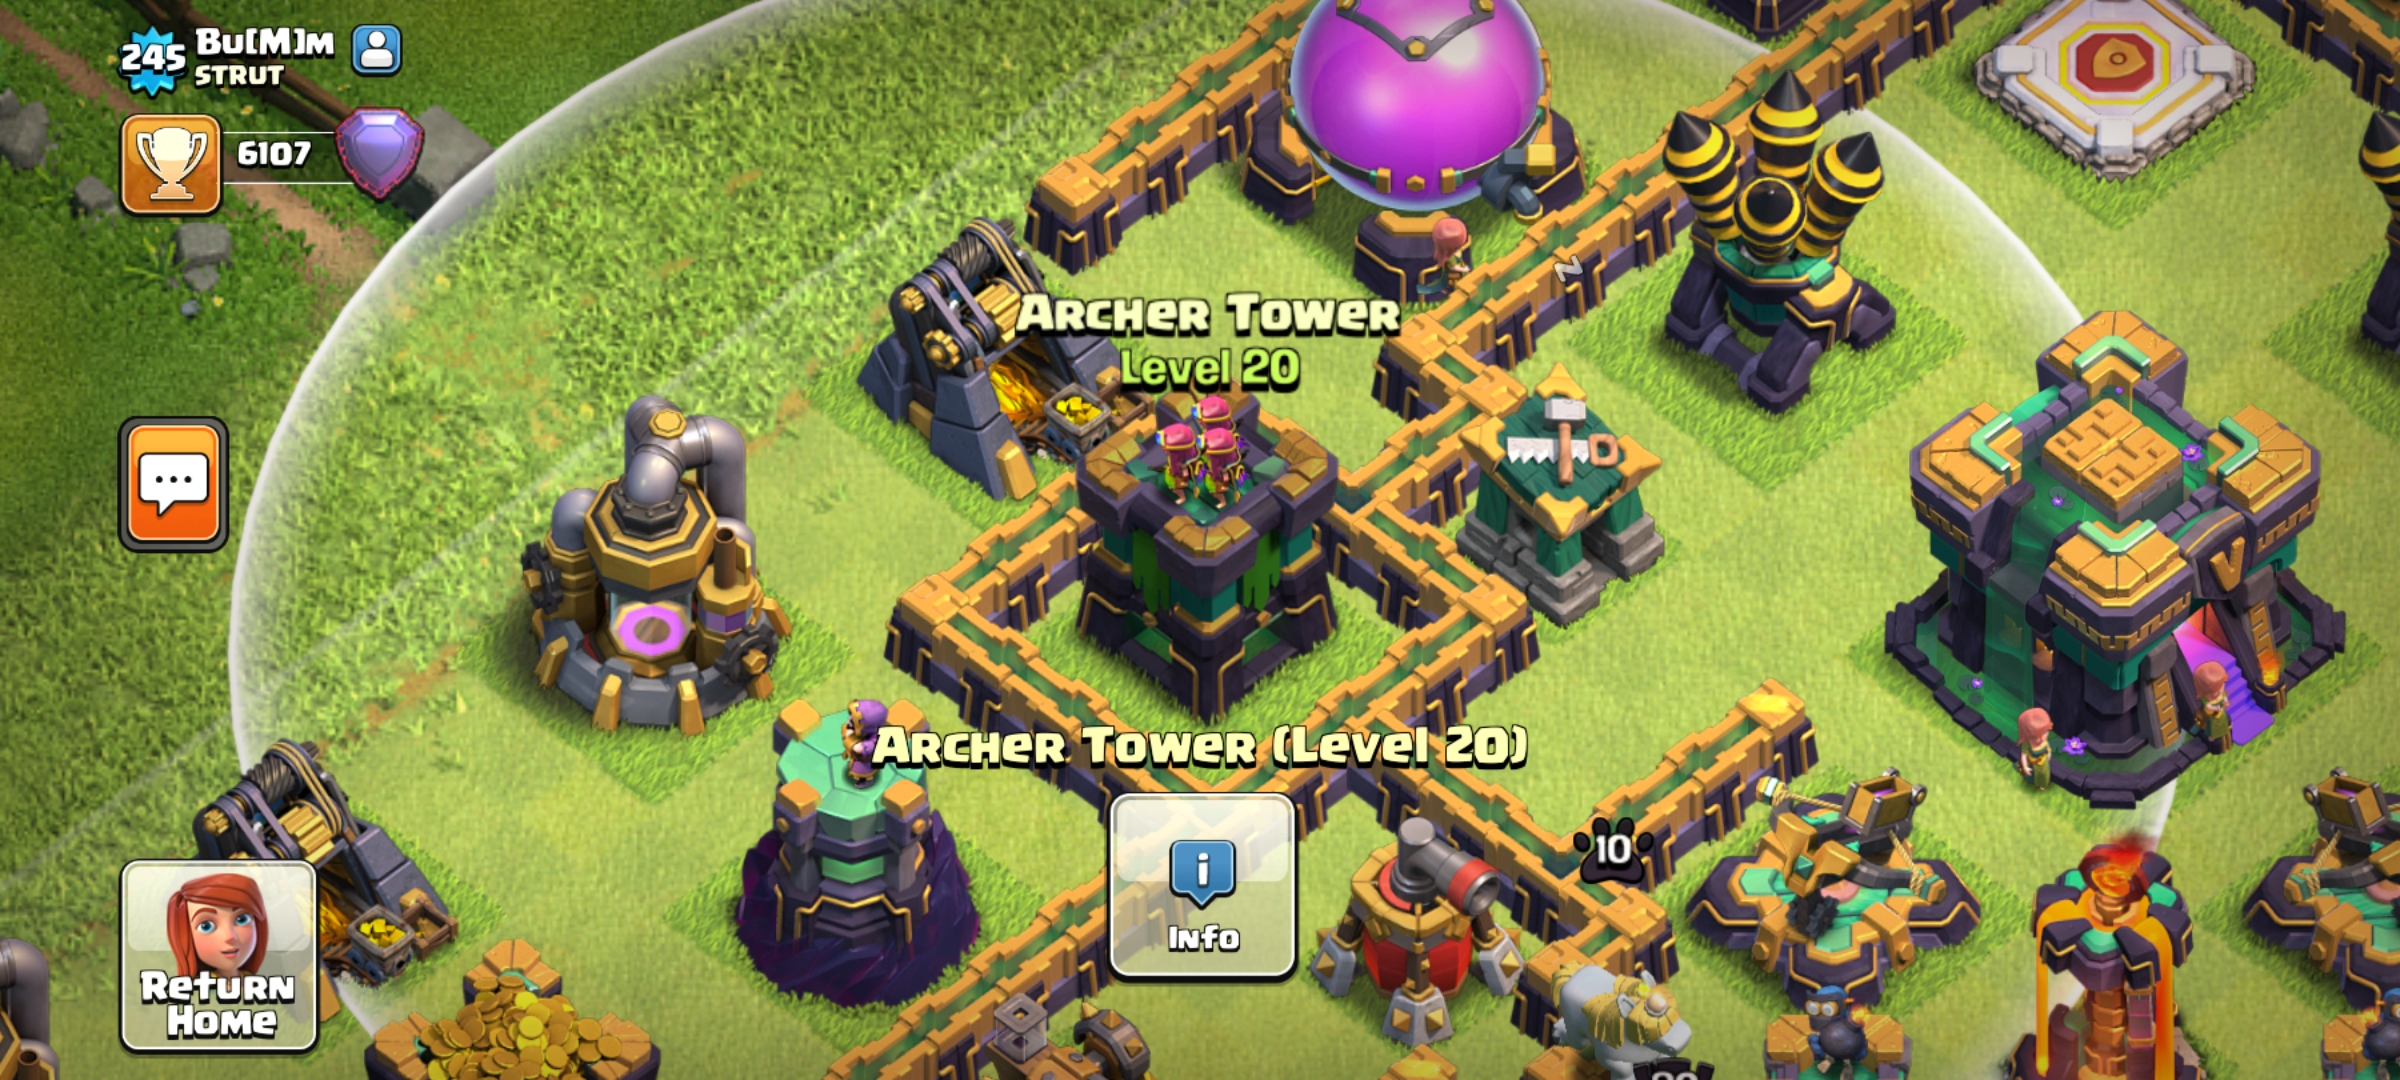 245
Bu[M]m
STRUT
6107
Archer Tower
Level 20
Z
Archer Tower (Level 20)
10
Info
Return
Home